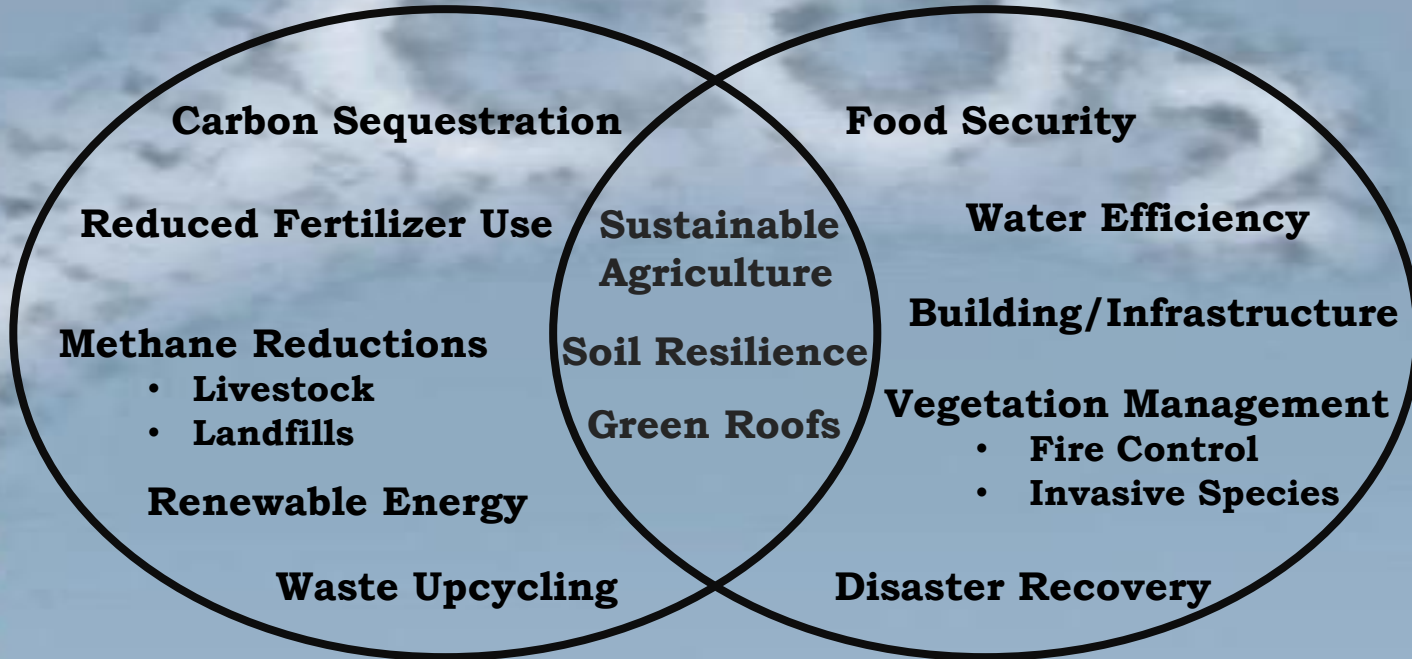 Carbon Sequestration
Reduced Fertilizer Use
Methane Reductions
• Livestock
• Landfills
Renewable Energy
Waste Upcycling
Sustainable
Agriculture
Soil Resilience
Green Roofs
Food Security
Water Efficiency
Building/Infrastructure
Vegetation Management
• Fire Control
• Invasive Species
Disaster Recovery